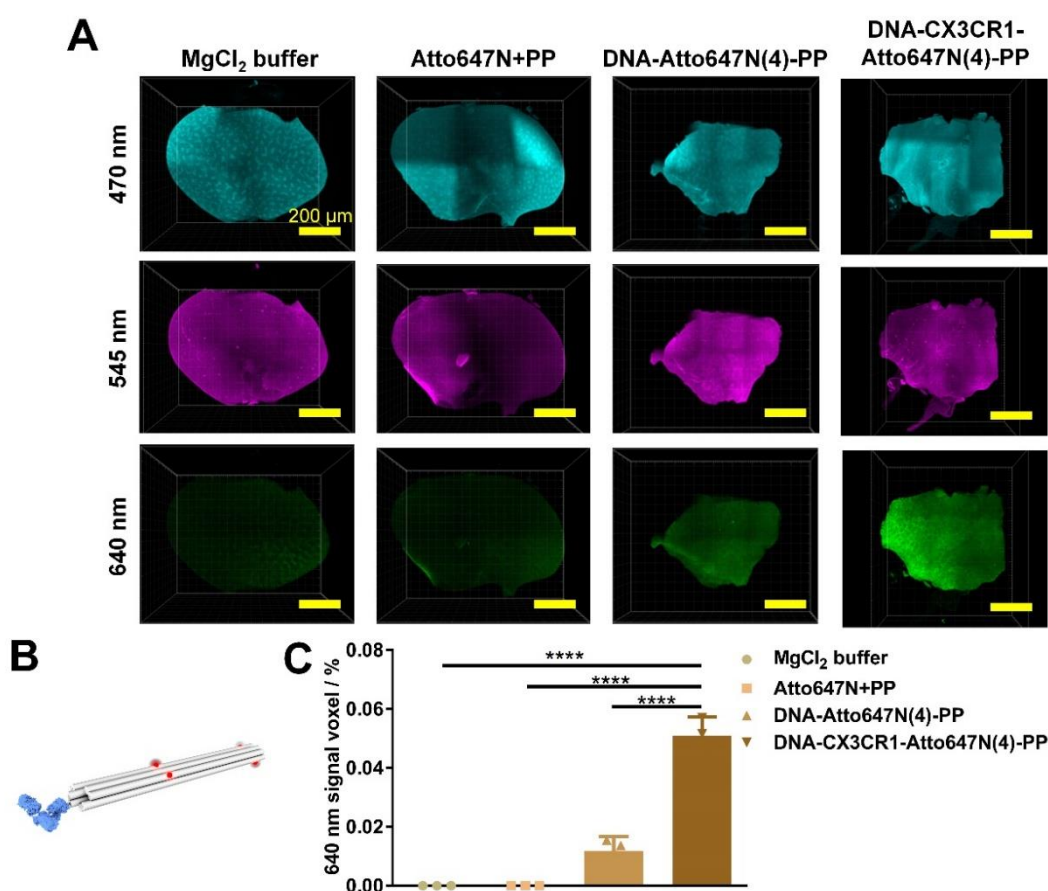 A
MgCl₂ buffer
Atto647N+PP
DNA-Atto647N(4)-PP
DNA-CX3CR1-
Atto647N(4)-PP
470 nm
200 µm
545 nm
640 nm
B
C
640 nm signal voxel / %
0.08
0.06
0.04
0.02
0.00
****
****
****
MgCl₂ buffer
Atto647N+PP
DNA-Atto647N(4)-PP
DNA-CX3CR1-Atto647N(4)-PP